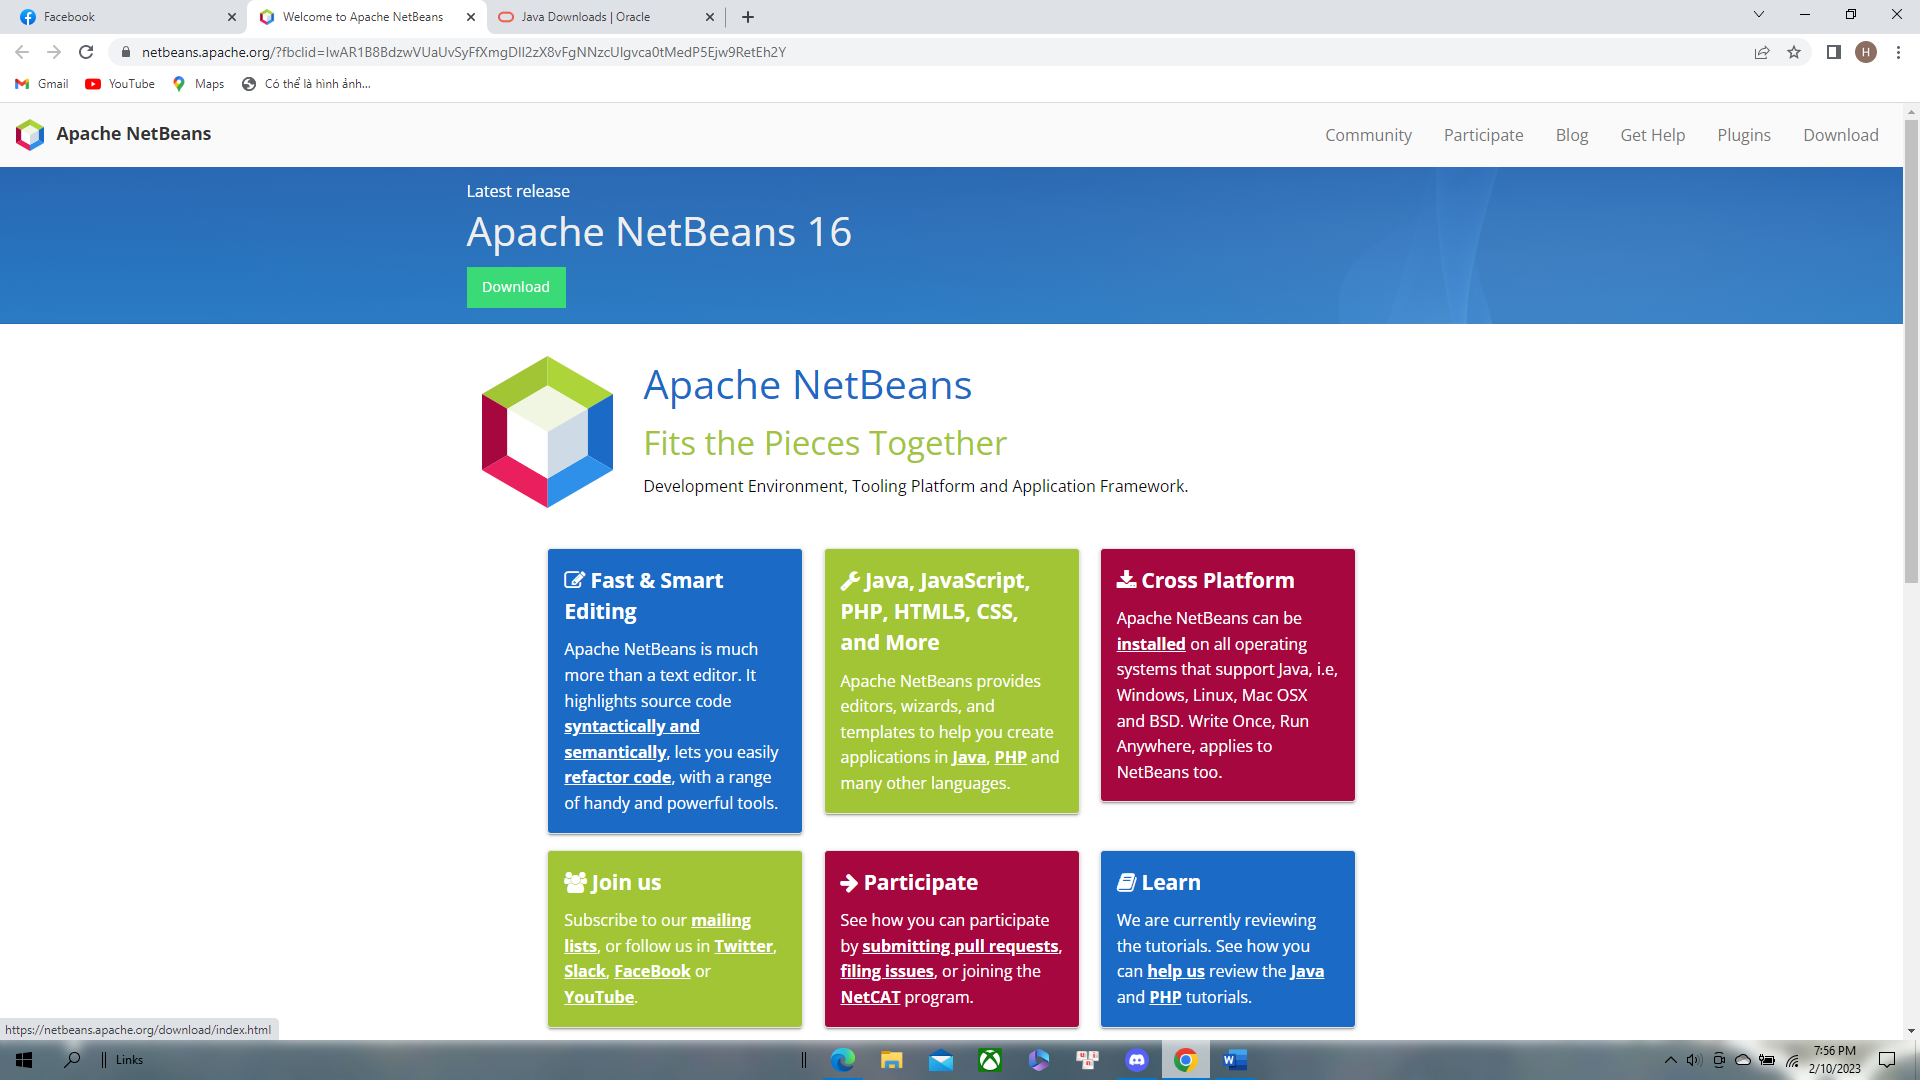 Facebook
Welcome to Apache NetBeans
Java Downloads | Oracle
netbeans.apache.org/?fbclid=IwAR1B8BdzwVUaUvSyFfXmgDlI2zX8vFgNNzcUlgvca0tMedP5Ejw9RetEh2Y
H
Gmail
YouTube
Maps
Có thể là hình ảnh...
Apache NetBeans
Community
Participate
Blog
Get Help
Plugins
Download
Latest release
Apache NetBeans 16
Download
Apache NetBeans
Fits the Pieces Together
Development Environment, Tooling Platform and Application Framework.
Fast & Smart
Editing
Apache NetBeans is much
more than a text editor. It
highlights source code
syntactically and
semantically, lets you easily
refactor code, with a range
of handy and powerful tools.
Java, JavaScript,
PHP, HTML5, CSS,
and More
Apache NetBeans provides
editors, wizards, and
templates to help you create
applications in Java, PHP and
many other languages.
Cross Platform
Apache NetBeans can be
installed on all operating
systems that support Java, i.e,
Windows, Linux, Mac OSX
and BSD. Write Once, Run
Anywhere, applies to
NetBeans too.
Join us
Subscribe to our mailing
lists, or follow us in Twitter,
Slack, FaceBook or
YouTube.
Participate
See how you can participate
by submitting pull requests,
filing issues, or joining the
NetCAT program.
Learn
We are currently reviewing
the tutorials. See how you
can help us review the Java
and PHP tutorials.
https://netbeans.apache.org/download/index.html
Links
7:56 PM
2/10/2023